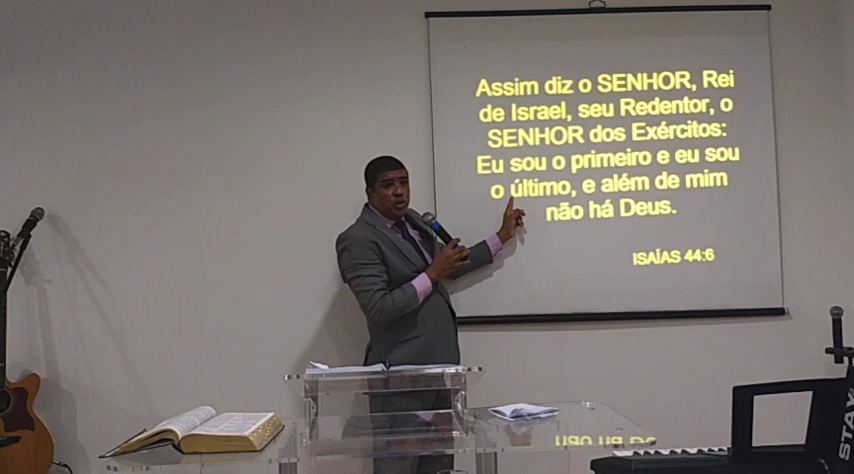 Assim diz o SENHOR, Rei
de Israel, seu Redentor, o
SENHOR dos Exércitos:
Eu sou o primeiro e eu sou
o último, e além de mim
não há Deus.
ISAÍAS 44:6
STAY